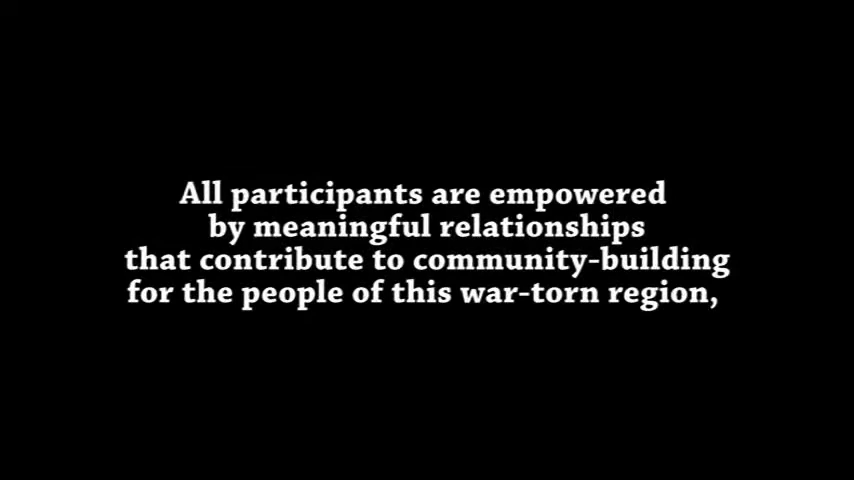 All participants are empowered
by meaningful relationships
that contribute to community-building
for the people of this war-torn region,